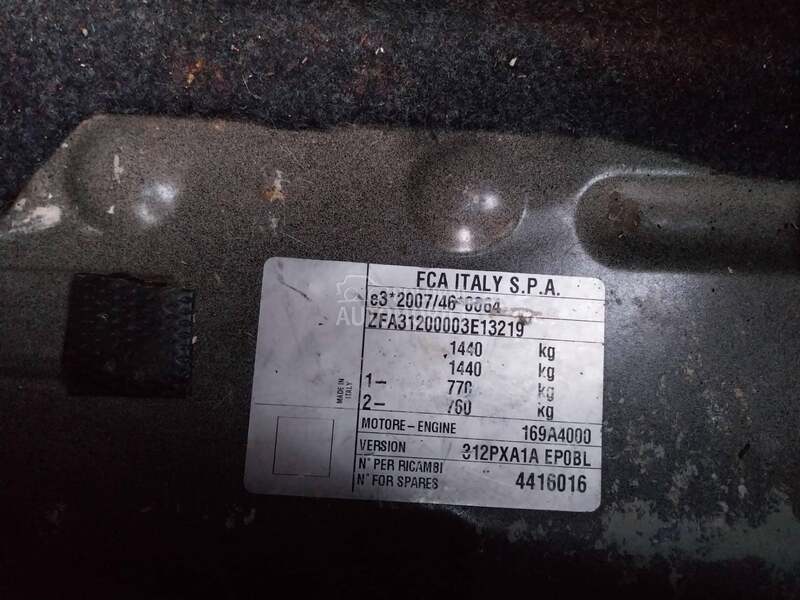 FCA ITALY S.P.A.
e3*2007/46*0064
ZFA31200003E13219
1440 kg
1440 kg
1– 770 kg
2– 760 kg
MADE IN ITALY
MOTORE – ENGINE 169A4000
VERSION 312PXA1A EP0BL
N° PER RICAMBI
N° FOR SPARES 4416016